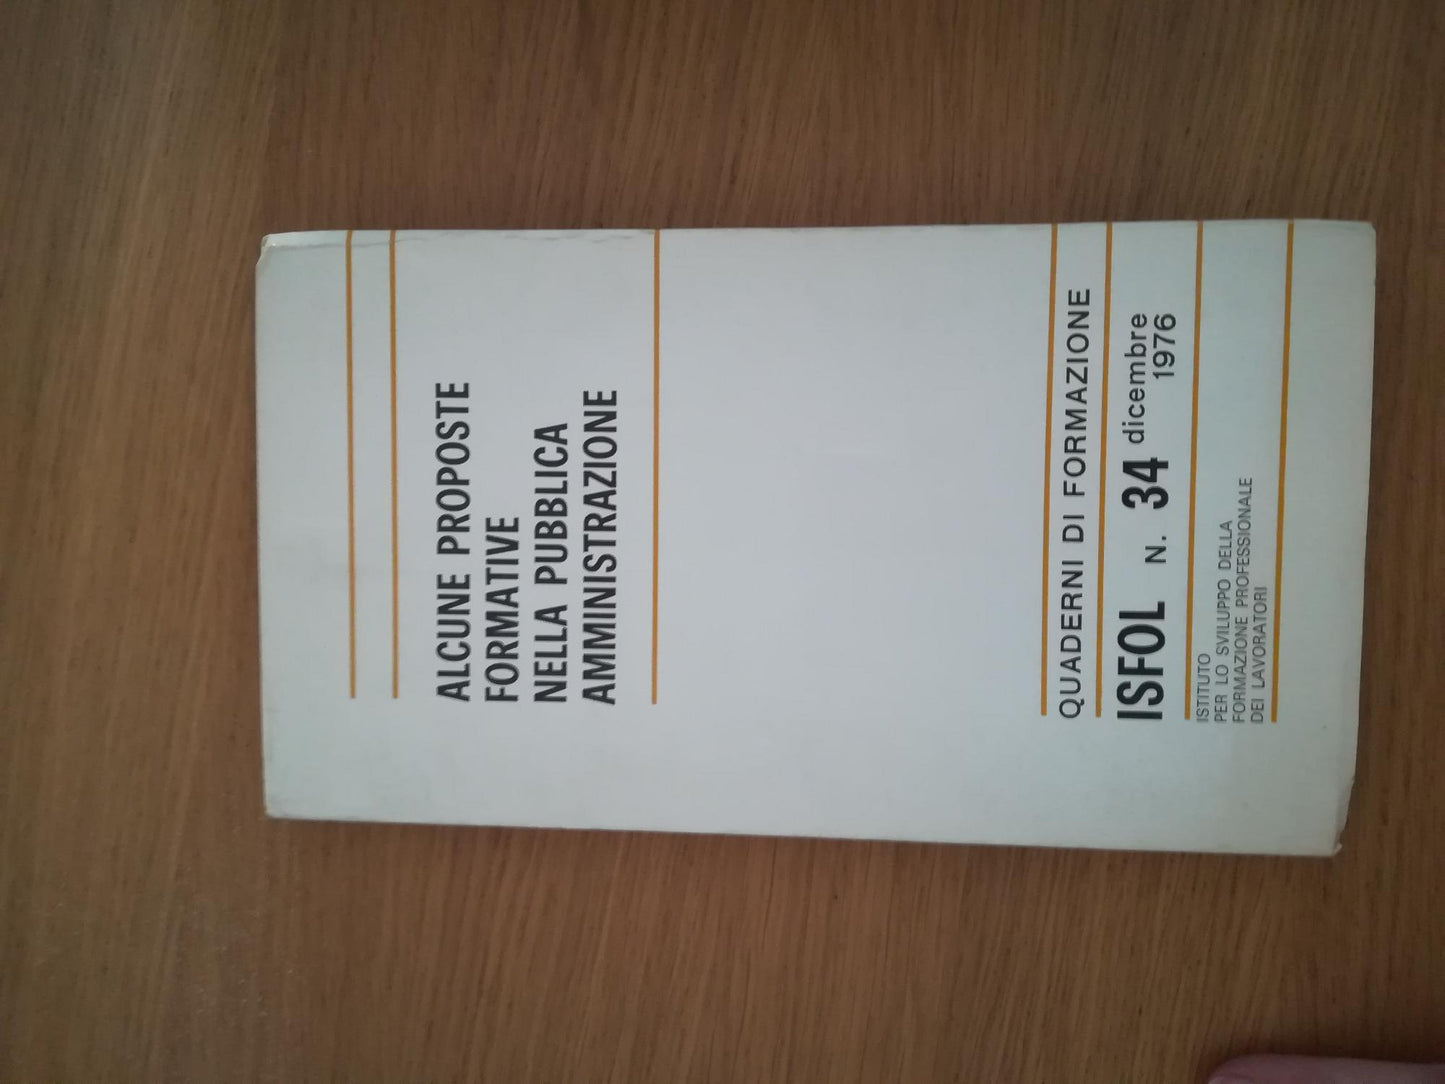 ALCUNE PROPOSTE
FORMATIVE
NELLA PUBBLICA
AMMINISTRAZIONE
QUADERNI DI FORMAZIONE
ISFOL N. 34 dicembre
1976
ISTITUTO
PER LO SVILUPPO DELLA
FORMAZIONE PROFESSIONALE
DEI LAVORATORI